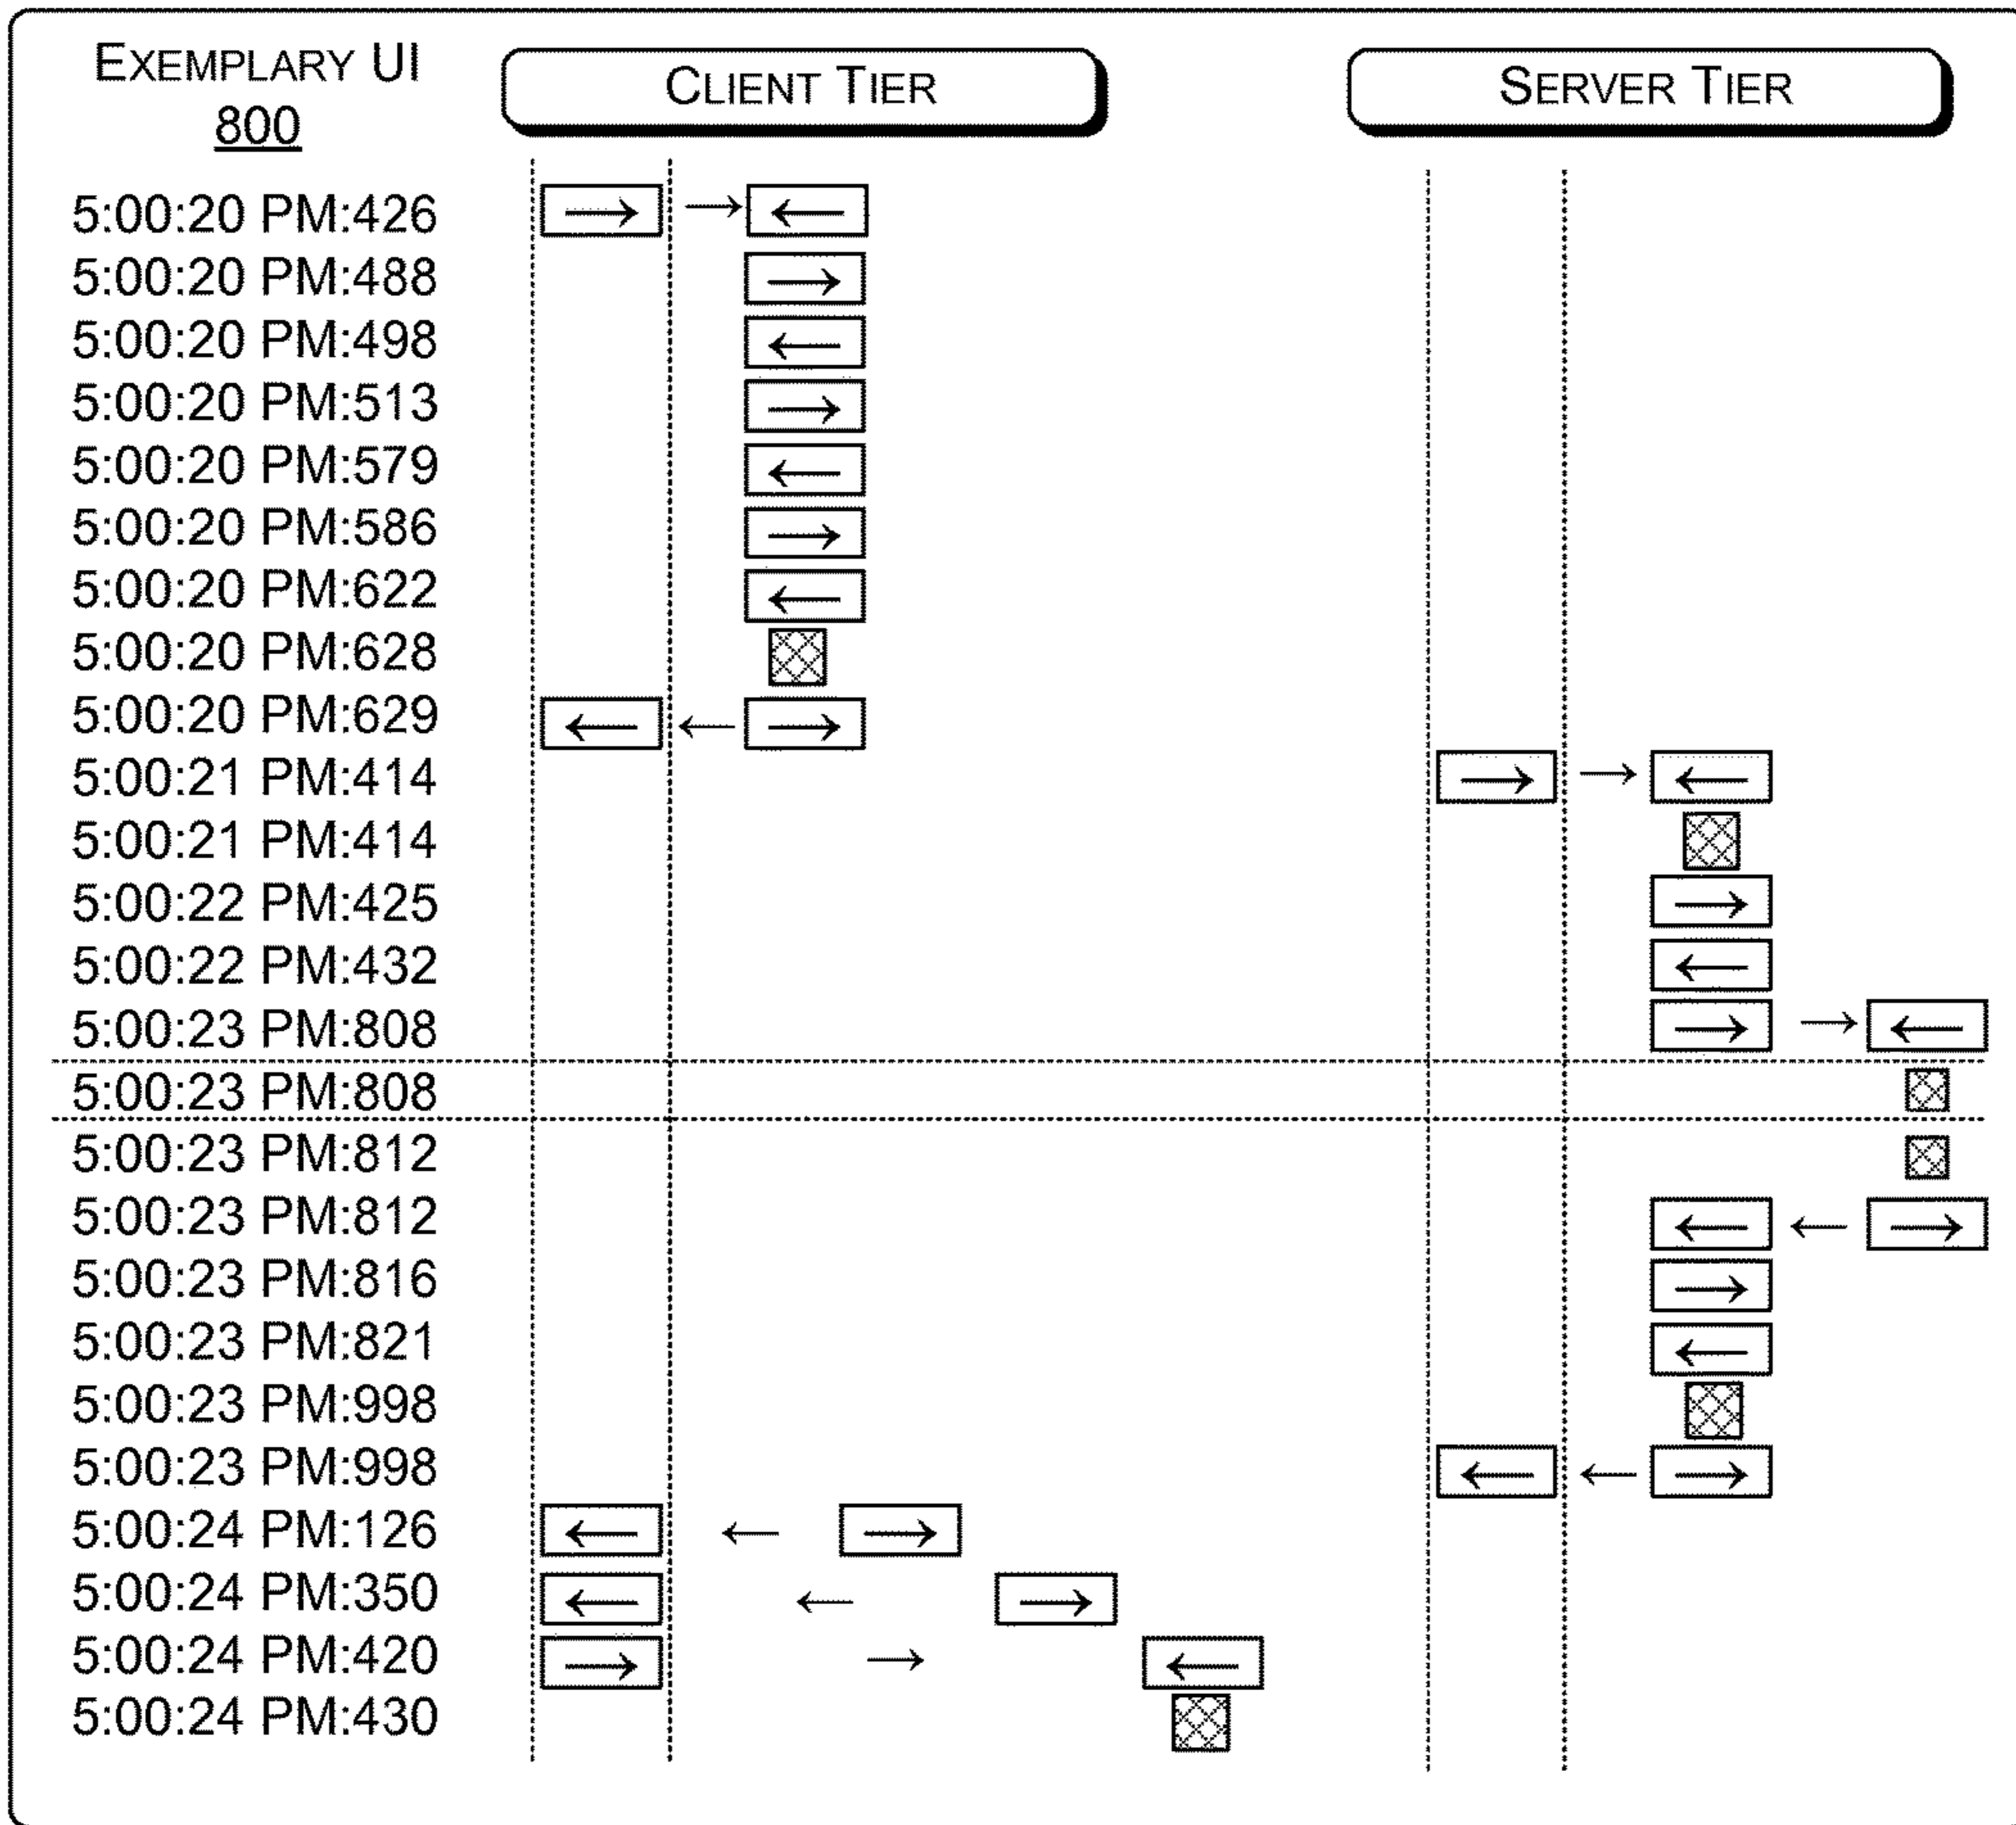 EXEMPLARY UI
800
CLIENT TIER
SERVER TIER
5:00:20 PM:426
5:00:20 PM:488
5:00:20 PM:498
5:00:20 PM:513
5:00:20 PM:579
5:00:20 PM:586
5:00:20 PM:622
5:00:20 PM:628
5:00:20 PM:629
5:00:21 PM:414
5:00:21 PM:414
5:00:22 PM:425
5:00:22 PM:432
5:00:23 PM:808
5:00:23 PM:808
5:00:23 PM:812
5:00:23 PM:812
5:00:23 PM:816
5:00:23 PM:821
5:00:23 PM:998
5:00:23 PM:998
5:00:24 PM:126
5:00:24 PM:350
5:00:24 PM:420
5:00:24 PM:430